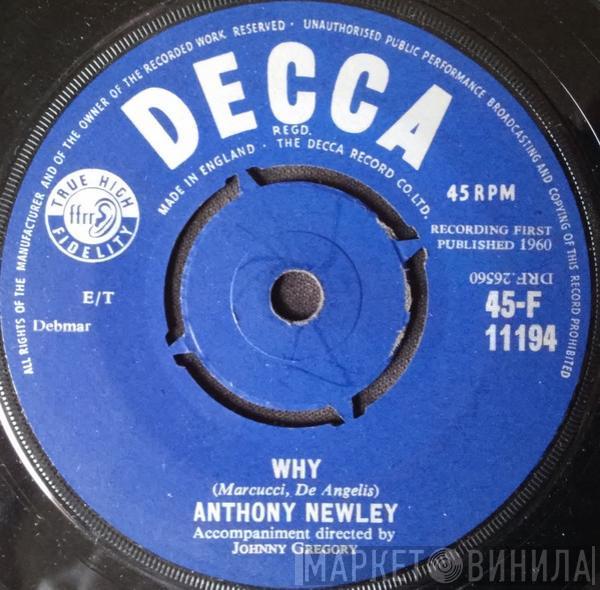 ALL RIGHTS OF THE MANUFACTURER AND OF THE OWNER OF THE RECORDED WORK RESERVED · UNAUTHORISED PUBLIC PERFORMANCE BROADCASTING AND COPYING OF THIS RECORD PROHIBITED
DECCA
REGD.
MADE IN ENGLAND · THE DECCA RECORD CO. LTD.
TRUE HIGH
ffrr
FIDELITY
45 RPM
RECORDING FIRST
PUBLISHED 1960
DRF.26560
E/T
Debmar
45-F
11194
WHY
(Marcucci, De Angelis)
ANTHONY NEWLEY
Accompaniment directed by
JOHNNY GREGORY
МАРКЕТ ВИНИЛА